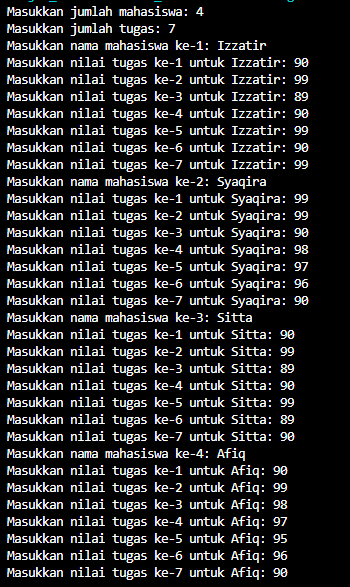 Masukkan jumlah mahasiswa: 4
Masukkan jumlah tugas: 7
Masukkan nama mahasiswa ke-1: Izzatir
Masukkan nilai tugas ke-1 untuk Izzatir: 90
Masukkan nilai tugas ke-2 untuk Izzatir: 99
Masukkan nilai tugas ke-3 untuk Izzatir: 89
Masukkan nilai tugas ke-4 untuk Izzatir: 90
Masukkan nilai tugas ke-5 untuk Izzatir: 99
Masukkan nilai tugas ke-6 untuk Izzatir: 90
Masukkan nilai tugas ke-7 untuk Izzatir: 99
Masukkan nama mahasiswa ke-2: Syaqira
Masukkan nilai tugas ke-1 untuk Syaqira: 99
Masukkan nilai tugas ke-2 untuk Syaqira: 99
Masukkan nilai tugas ke-3 untuk Syaqira: 90
Masukkan nilai tugas ke-4 untuk Syaqira: 98
Masukkan nilai tugas ke-5 untuk Syaqira: 97
Masukkan nilai tugas ke-6 untuk Syaqira: 96
Masukkan nilai tugas ke-7 untuk Syaqira: 90
Masukkan nama mahasiswa ke-3: Sitta
Masukkan nilai tugas ke-1 untuk Sitta: 90
Masukkan nilai tugas ke-2 untuk Sitta: 99
Masukkan nilai tugas ke-3 untuk Sitta: 89
Masukkan nilai tugas ke-4 untuk Sitta: 90
Masukkan nilai tugas ke-5 untuk Sitta: 99
Masukkan nilai tugas ke-6 untuk Sitta: 89
Masukkan nilai tugas ke-7 untuk Sitta: 90
Masukkan nama mahasiswa ke-4: Afiq
Masukkan nilai tugas ke-1 untuk Afiq: 90
Masukkan nilai tugas ke-2 untuk Afiq: 99
Masukkan nilai tugas ke-3 untuk Afiq: 98
Masukkan nilai tugas ke-4 untuk Afiq: 97
Masukkan nilai tugas ke-5 untuk Afiq: 95
Masukkan nilai tugas ke-6 untuk Afiq: 96
Masukkan nilai tugas ke-7 untuk Afiq: 90